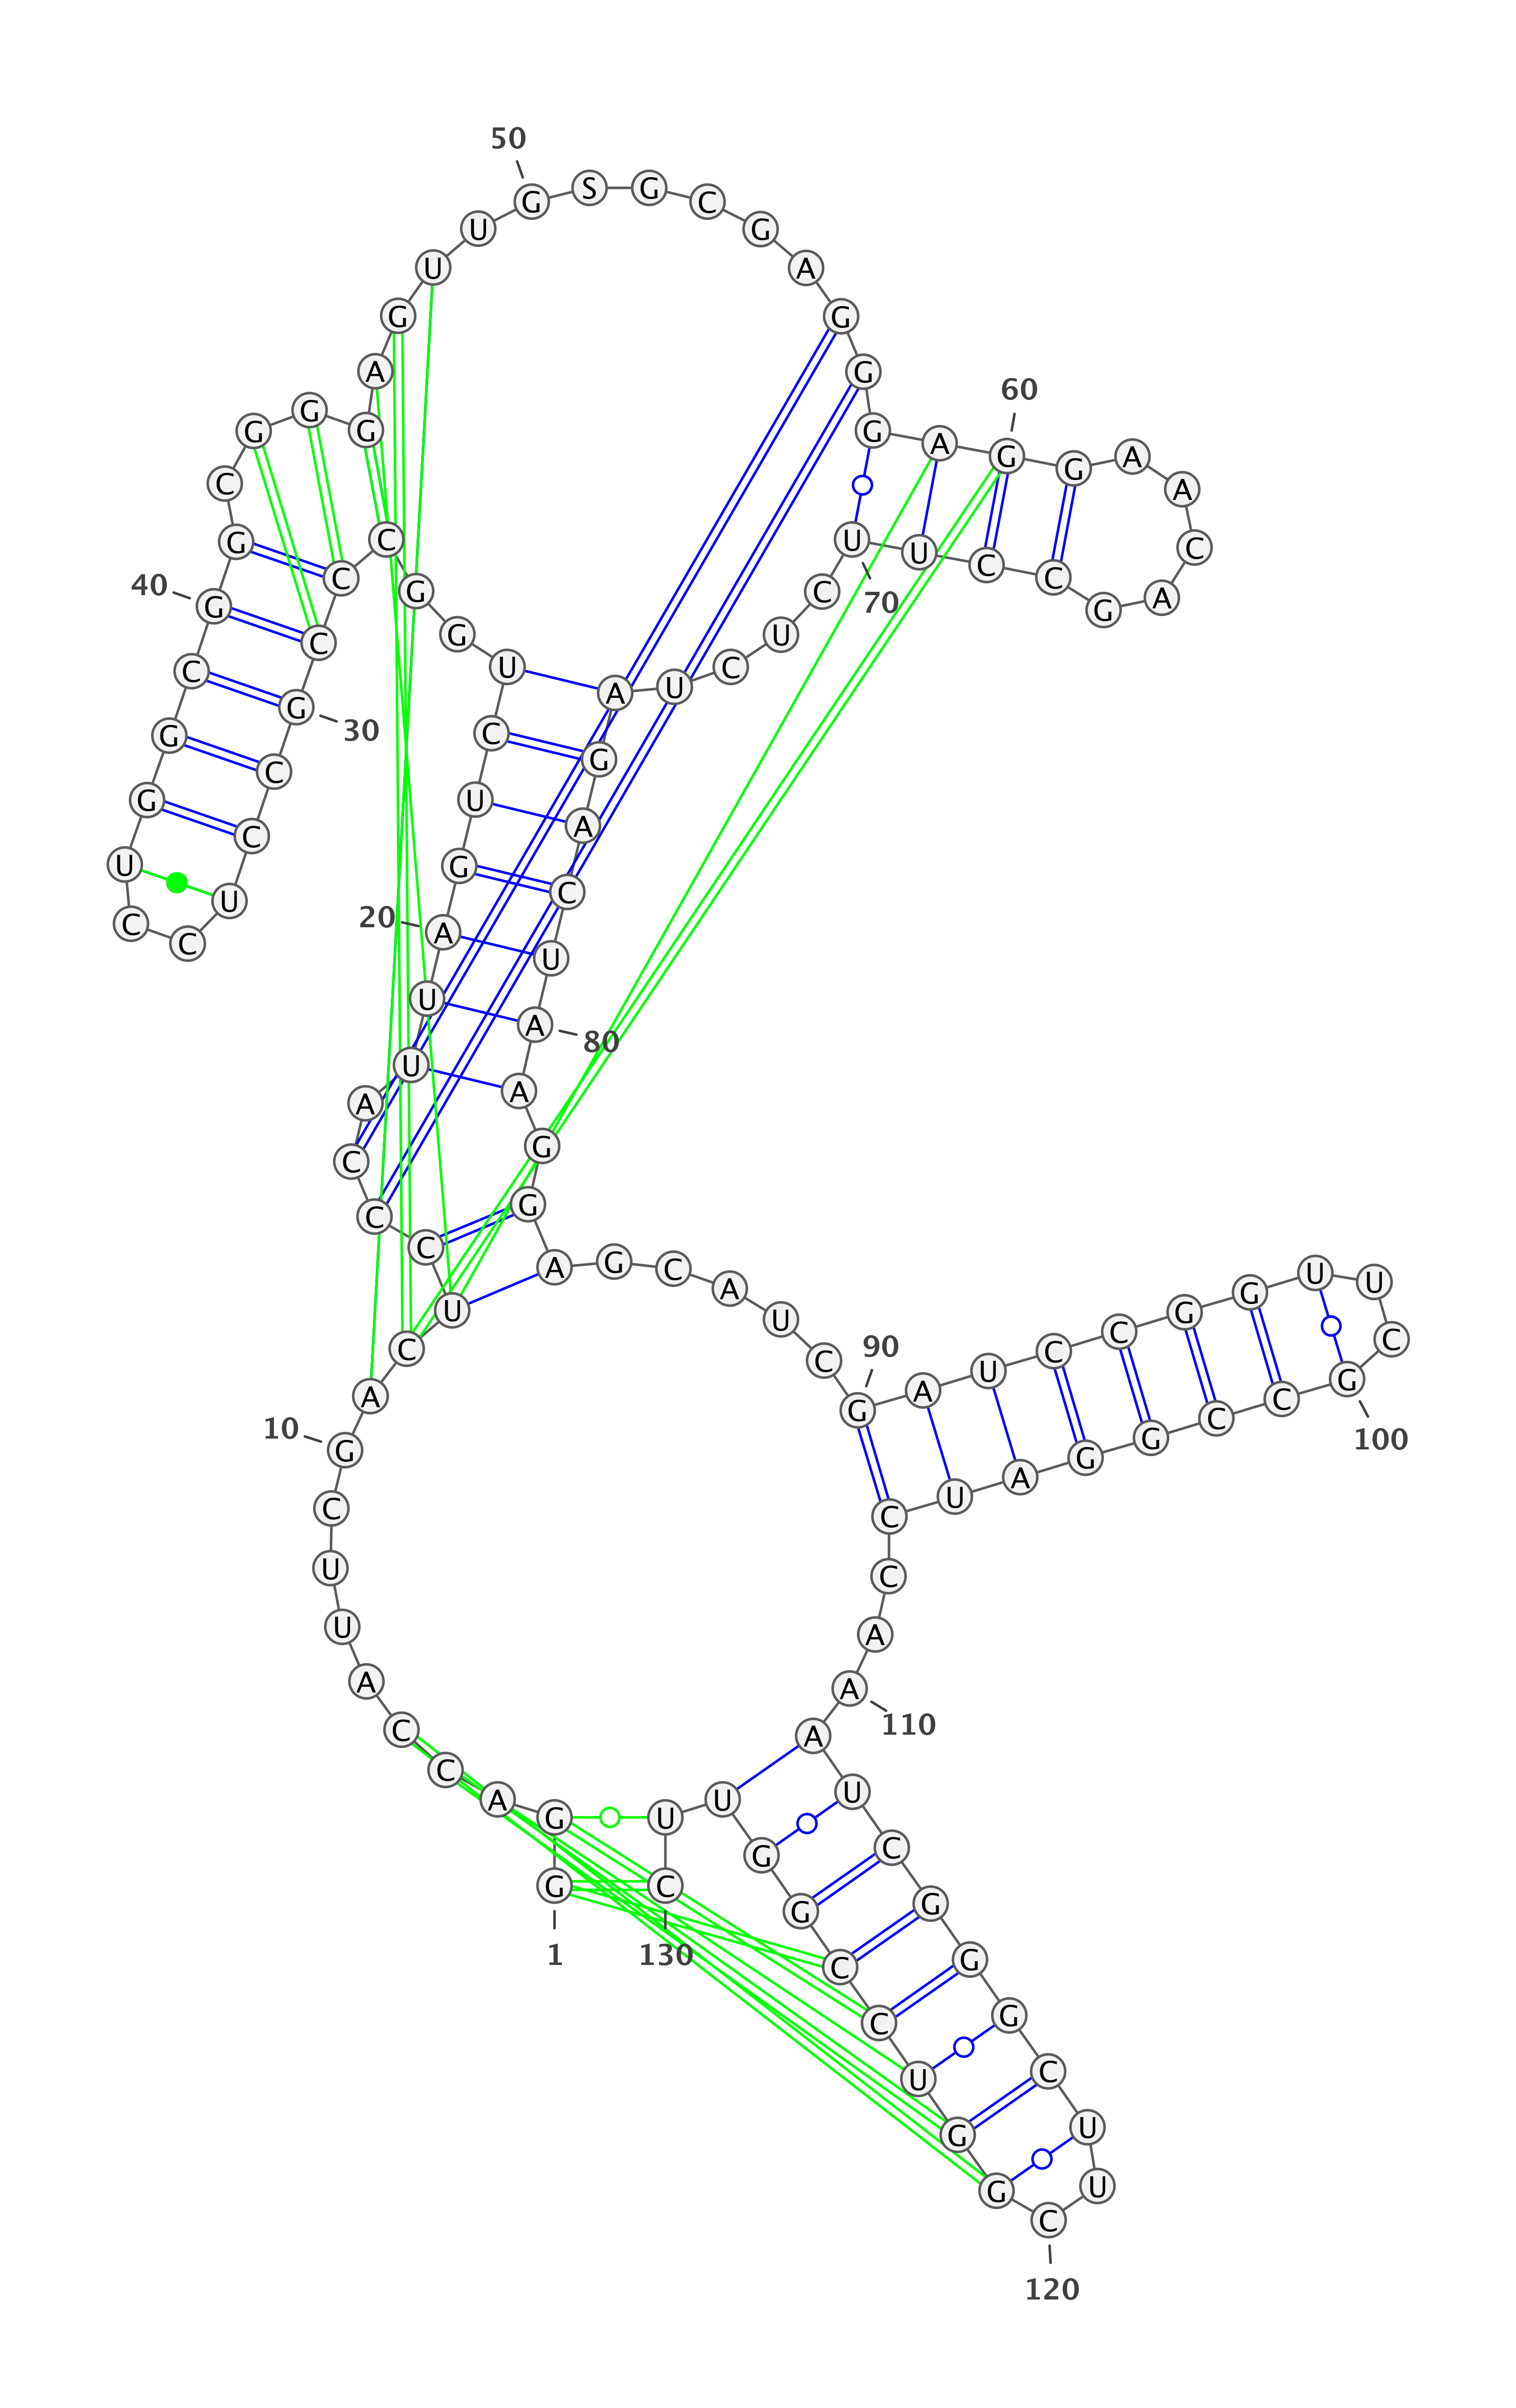 1
G G A C C A U U C G
10
A C U C C C A U U A
20
G U C U G G C C C G
30
C C U C C U G G C G
40
G C G G G A G U U G
50
S G C G A G G G A G
60
G A A C A G C C U U
70
C U C U A G A C U A
80
A G G A G C A U C G
90
A U C C G G U U C G
100
C C G G A U C C A A
110
A U C G G G C U U C
120
G G U C C G G U U C
130